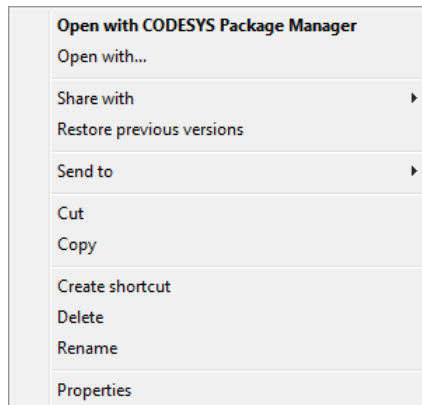 Open with CODESYS Package Manager
Open with...
Share with
Restore previous versions
Send to
Cut
Copy
Create shortcut
Delete
Rename
Properties